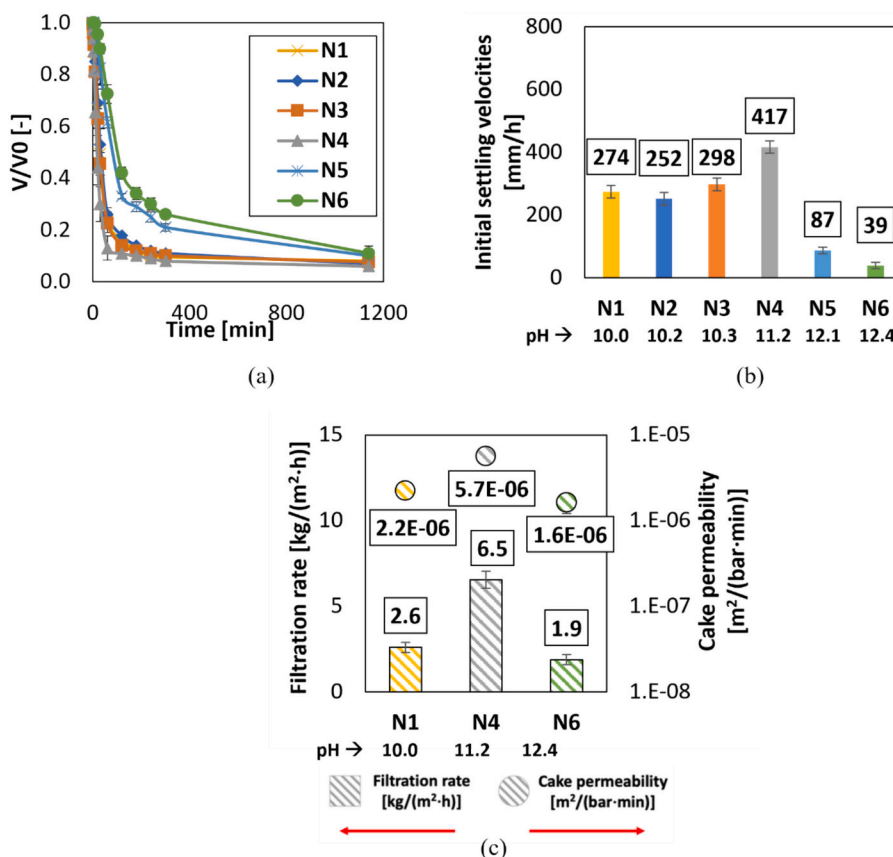 1.0
0.8
0.6
0.4
0.2
0.0
V/V0 [-]
N1
N2
N3
N4
N5
N6
0 400 800 1200
Time [min]
(a)
800
600
400
200
0
Initial settling velocities
[mm/h]
274 252 298 417 87 39
N1 N2 N3 N4 N5 N6
pH → 10.0 10.2 10.3 11.2 12.1 12.4
(b)
15
10
5
0
Filtration rate [kg/(m²·h)]
2.2E-06 5.7E-06 1.6E-06
2.6 6.5 1.9
1.E-05
1.E-06
1.E-07
1.E-08
Cake permeability
[m²/(bar·min)]
N1 N4 N6
pH → 10.0 11.2 12.4
Filtration rate
[kg/(m²·h)]
Cake permeability
[m²/(bar·min)]
(c)